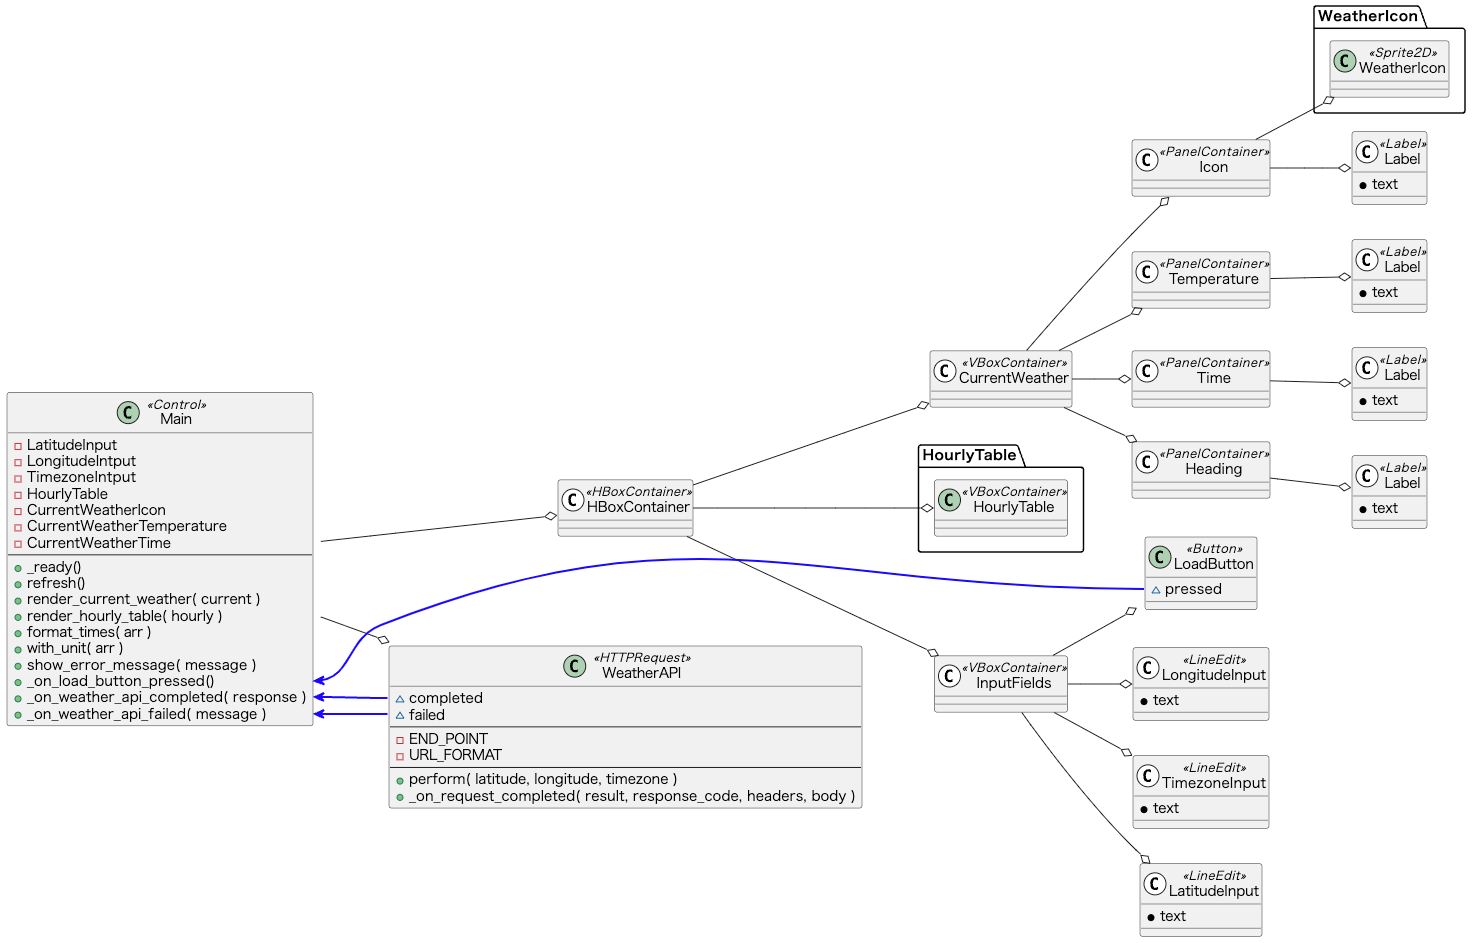 WeatherIcon
C «Sprite2D»
WeatherIcon
C «PanelContainer»
Icon
C «Label»
Label
text
C «PanelContainer»
Temperature
C «Label»
Label
text
C «VBoxContainer»
CurrentWeather
C «PanelContainer»
Time
C «Label»
Label
text
C «PanelContainer»
Heading
C «Label»
Label
text
C «Control»
Main
LatitudeInput
LongitudeIntput
TimezoneIntput
HourlyTable
CurrentWeatherIcon
CurrentWeatherTemperature
CurrentWeatherTime
_ready()
refresh()
render_current_weather( current )
render_hourly_table( hourly )
format_times( arr )
with_unit( arr )
show_error_message( message )
_on_load_button_pressed()
_on_weather_api_completed( response )
_on_weather_api_failed( message )
C «HBoxContainer»
HBoxContainer
HourlyTable
C «VBoxContainer»
HourlyTable
C «Button»
LoadButton
pressed
C «HTTPRequest»
WeatherAPI
completed
failed
END_POINT
URL_FORMAT
perform( latitude, longitude, timezone )
_on_request_completed( result, response_code, headers, body )
C «VBoxContainer»
InputFields
C «LineEdit»
LongitudeInput
text
C «LineEdit»
TimezoneInput
text
C «LineEdit»
LatitudeInput
text